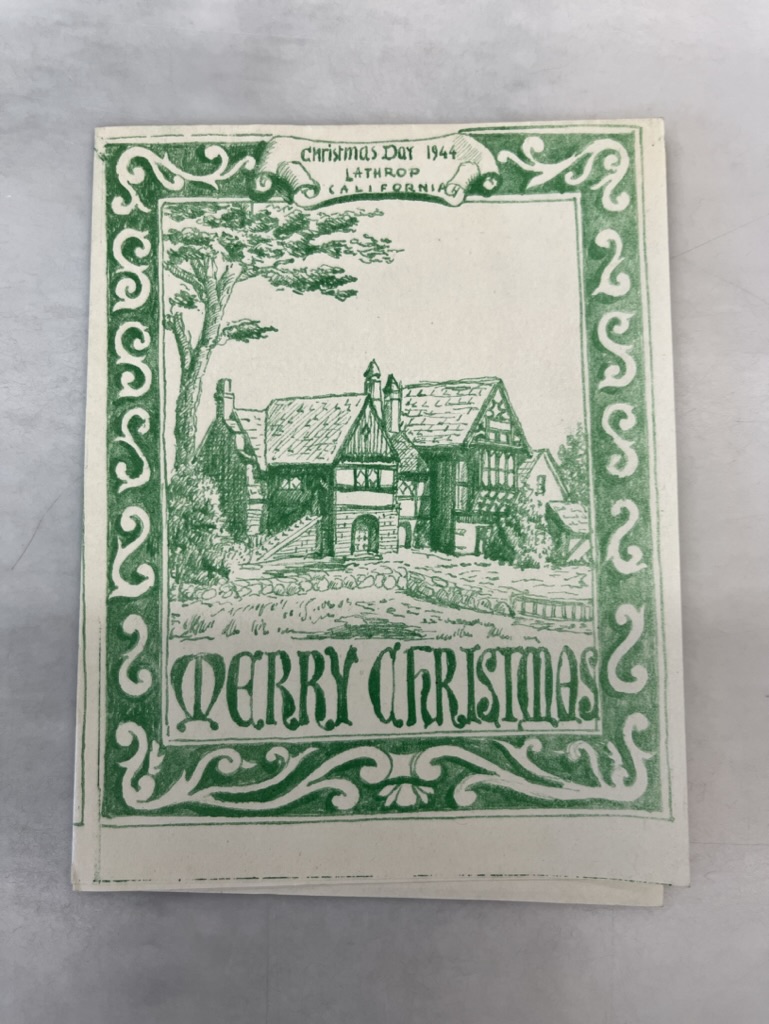 Christmas Day 1944
LATHROP
CALIFORNIA
MERRY CHRISTMAS